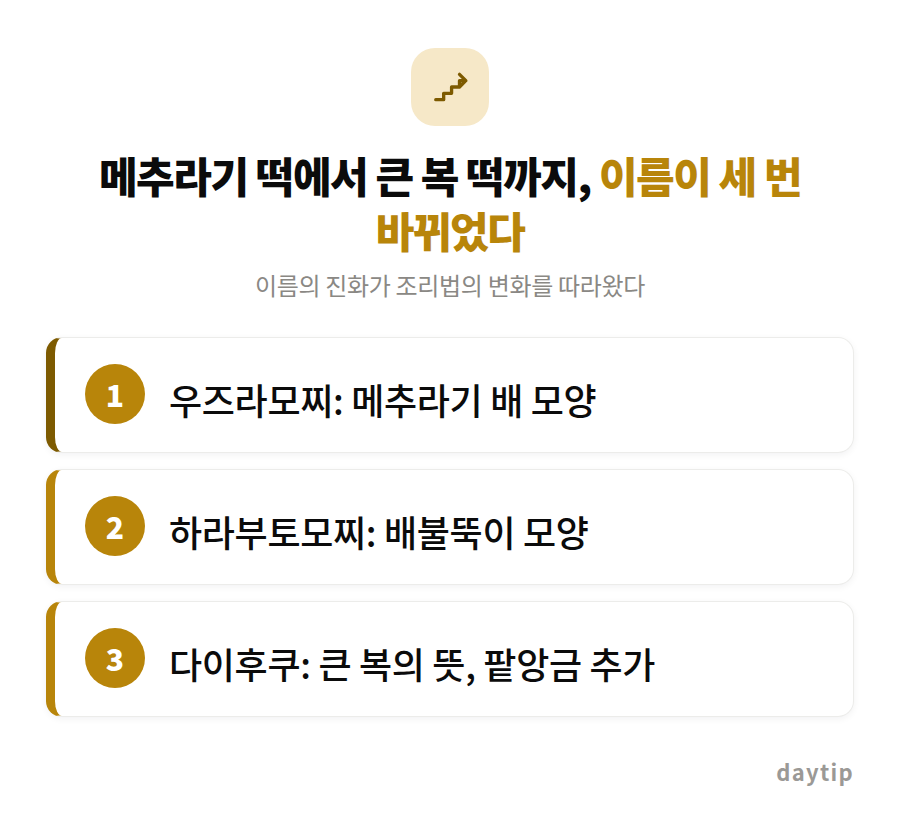 메추라기 떡에서 큰 복 떡까지, 이름이 세 번
바뀌었다
이름의 진화가 조리법의 변화를 따라왔다
1 우즈라모찌: 메추라기 배 모양
2 하라부토모찌: 배불뚝이 모양
3 다이후쿠: 큰 복의 뜻, 팥앙금 추가
daytip